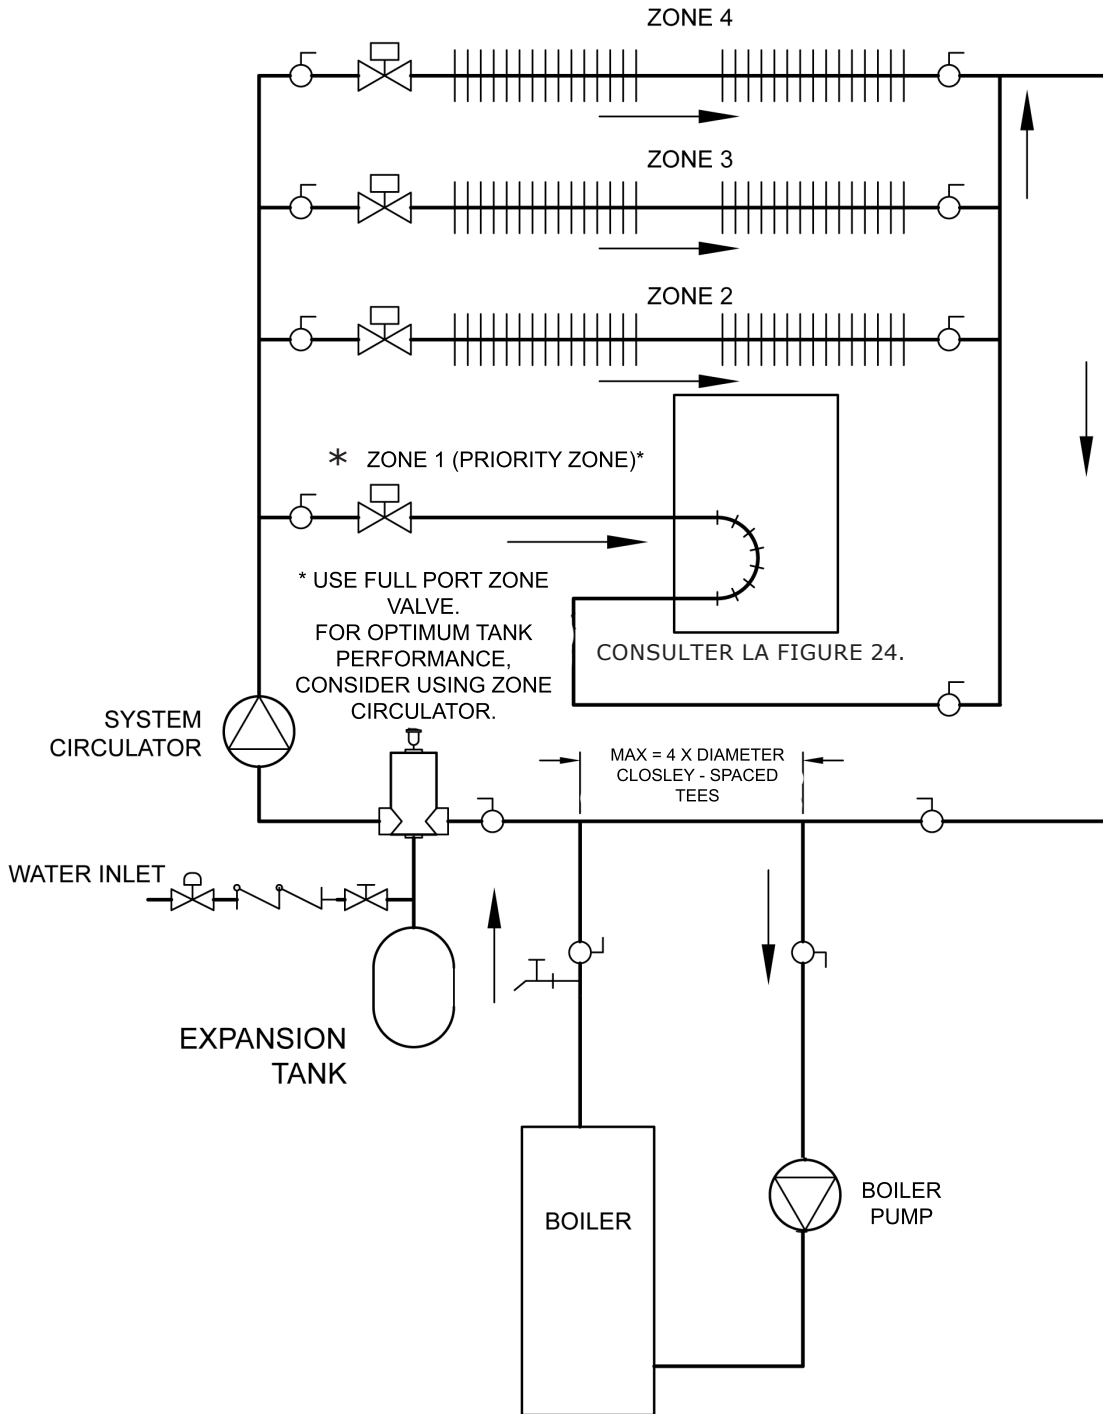 ZONE 4
ZONE 3
ZONE 2
* ZONE 1 (PRIORITY ZONE)*
* USE FULL PORT ZONE
VALVE.
FOR OPTIMUM TANK
PERFORMANCE,
CONSIDER USING ZONE
CIRCULATOR.
CONSULTER LA FIGURE 24.
SYSTEM
CIRCULATOR
MAX = 4 X DIAMETER
CLOSLEY - SPACED
TEES
WATER INLET
EXPANSION
TANK
BOILER
BOILER
PUMP